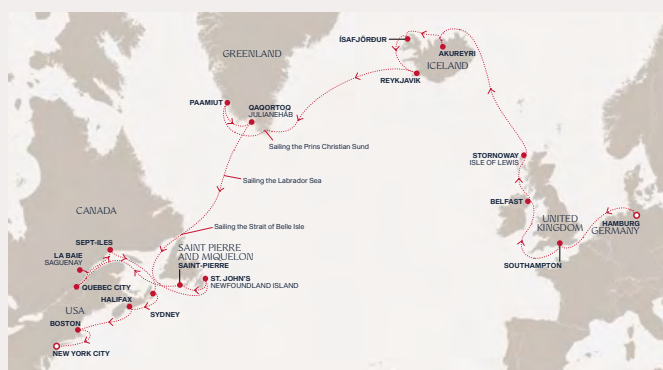 GREENLAND
ÍSAFJÖRÐUR
AKUREYRI
ICELAND
REYKJAVIK
PAAMIUT
QAQORTOQ
JULIANEHÅB
Sailing the Prins Christian Sund
STORNOWAY
ISLE OF LEWIS
Sailing the Labrador Sea
BELFAST
UNITED
KINGDOM
HAMBURG
GERMANY
CANADA
Sailing the Strait of Belle Isle
SEPT-ILES
SAINT PIERRE
AND MIQUELON
LA BAIE
SAGUENAY
SAINT-PIERRE
SOUTHAMPTON
ST. JOHN'S
NEWFOUNDLAND ISLAND
QUEBEC CITY
HALIFAX
USA
SYDNEY
BOSTON
NEW YORK CITY